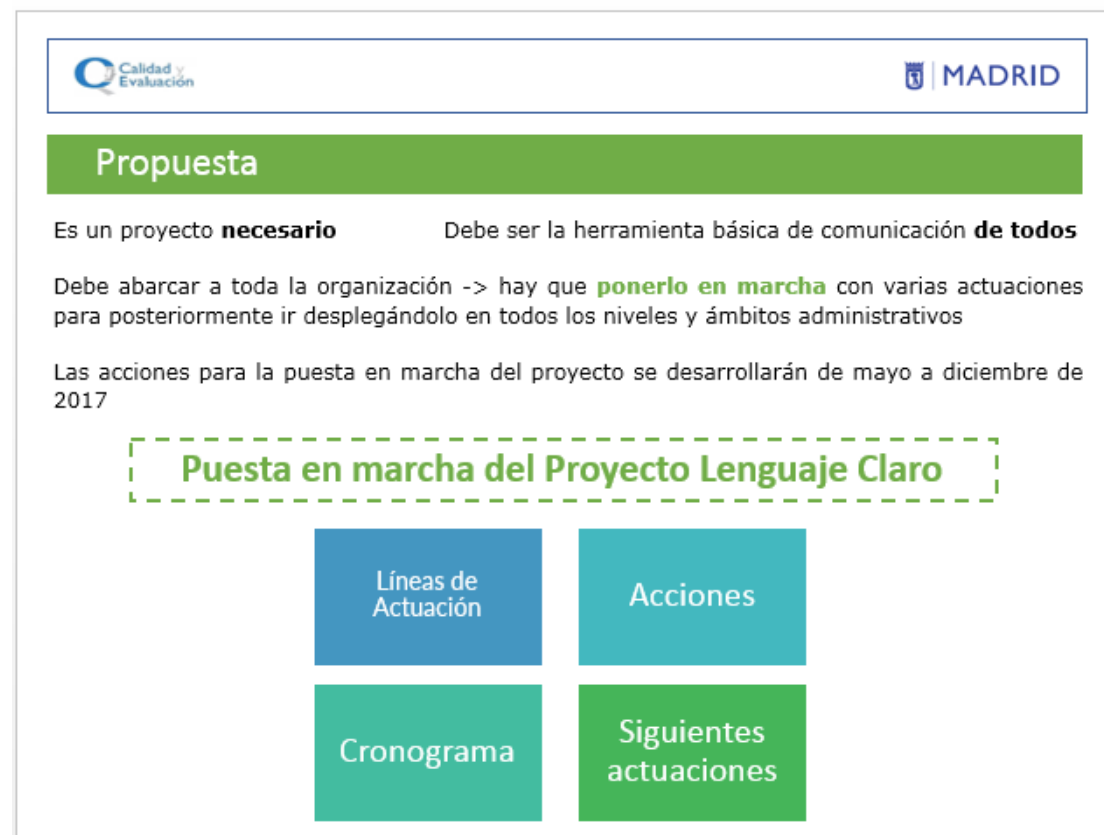 Calidad y
Evaluación
MADRID
Propuesta
Es un proyecto necesario Debe ser la herramienta básica de comunicación de todos
Debe abarcar a toda la organización -> hay que ponerlo en marcha con varias actuaciones
para posteriormente ir desplegándolo en todos los niveles y ámbitos administrativos
Las acciones para la puesta en marcha del proyecto se desarrollarán de mayo a diciembre de
2017
Puesta en marcha del Proyecto Lenguaje Claro
Líneas de
Actuación
Acciones
Cronograma
Siguientes
actuaciones